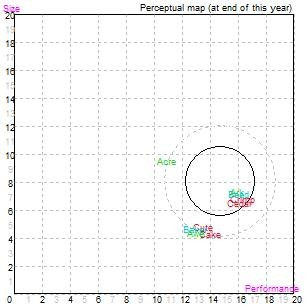 Size
Perceptual map (at end of this year)
20
19
18
17
16
15
14
13
12
11
10
9
8
7
6
5
4
3
2
1
Acre
Cedar
Cute
Cake
Performance
0 1 2 3 4 5 6 7 8 9 10 11 12 13 14 15 16 17 18 19 20